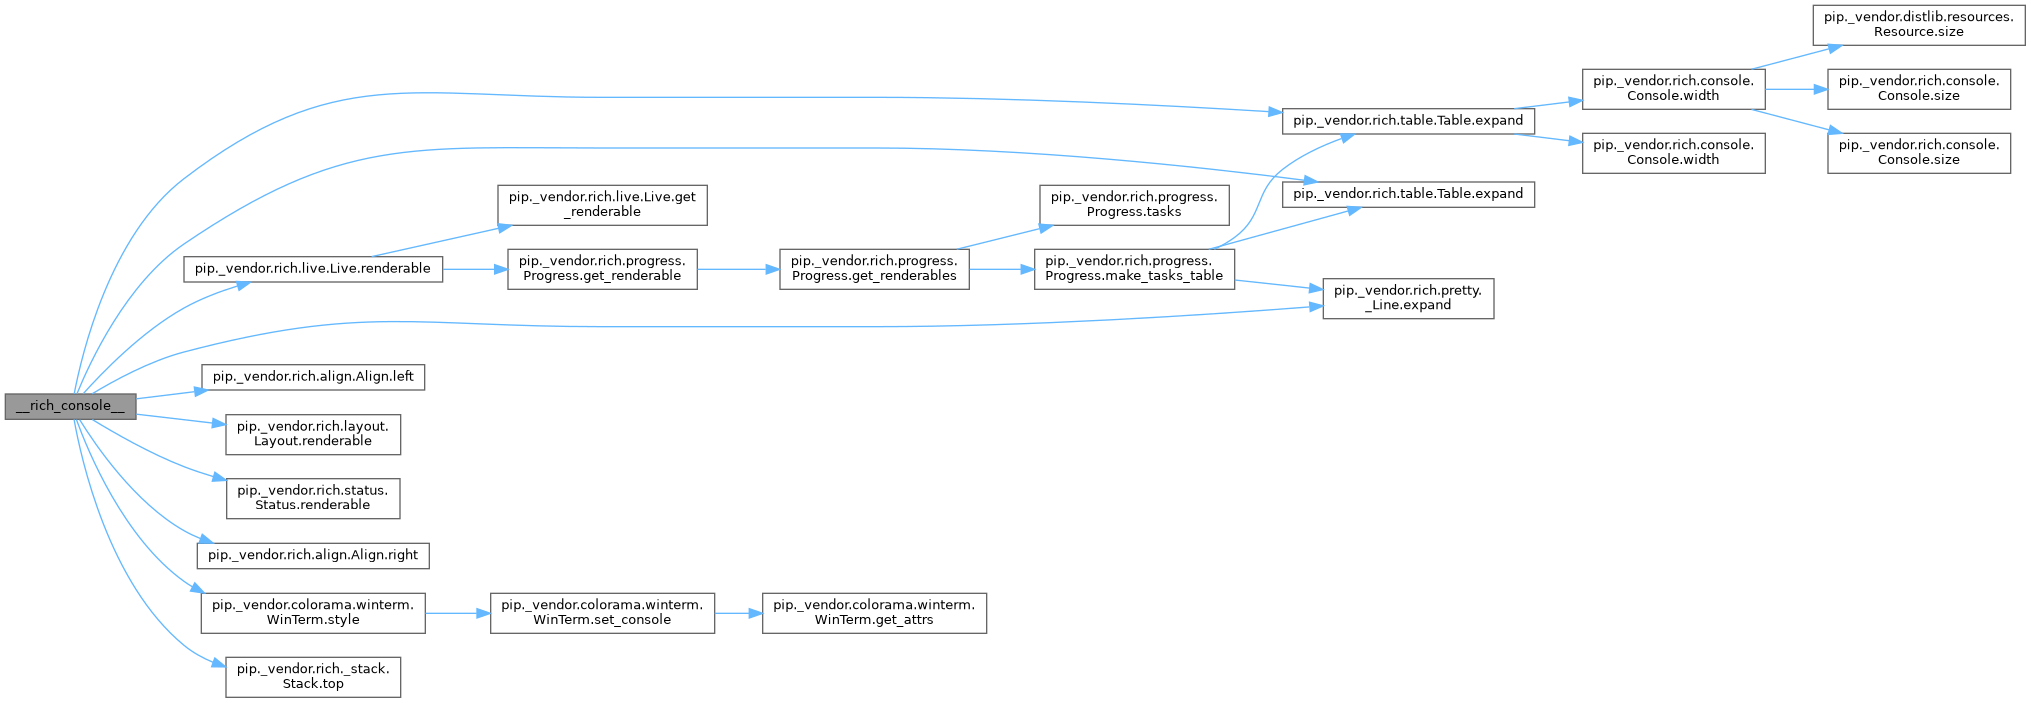 __rich_console__
pip._vendor.rich.table.Table.expand
pip._vendor.rich.console.
Console.width
pip._vendor.distlib.resources.
Resource.size
pip._vendor.rich.console.
Console.size
pip._vendor.rich.console.
Console.size
pip._vendor.rich.console.
Console.width
pip._vendor.rich.table.Table.expand
pip._vendor.rich.live.Live.renderable
pip._vendor.rich.live.Live.get
_renderable
pip._vendor.rich.progress.
Progress.get_renderable
pip._vendor.rich.progress.
Progress.get_renderables
pip._vendor.rich.progress.
Progress.tasks
pip._vendor.rich.progress.
Progress.make_tasks_table
pip._vendor.rich.pretty.
_Line.expand
pip._vendor.rich.align.Align.left
pip._vendor.rich.layout.
Layout.renderable
pip._vendor.rich.status.
Status.renderable
pip._vendor.rich.align.Align.right
pip._vendor.colorama.winterm.
WinTerm.style
pip._vendor.colorama.winterm.
WinTerm.set_console
pip._vendor.colorama.winterm.
WinTerm.get_attrs
pip._vendor.rich._stack.
Stack.top